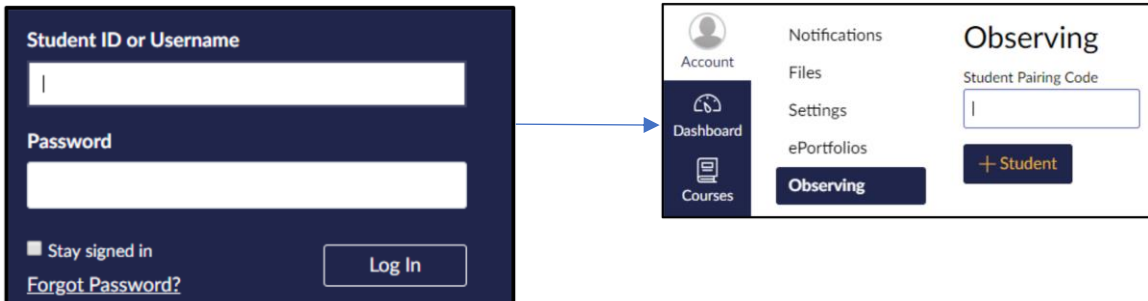 Student ID or Username
Password
Stay signed in
Forgot Password?
Log In
Account
Dashboard
Courses
Notifications
Files
Settings
ePortfolios
Observing
Observing
Student Pairing Code
+ Student